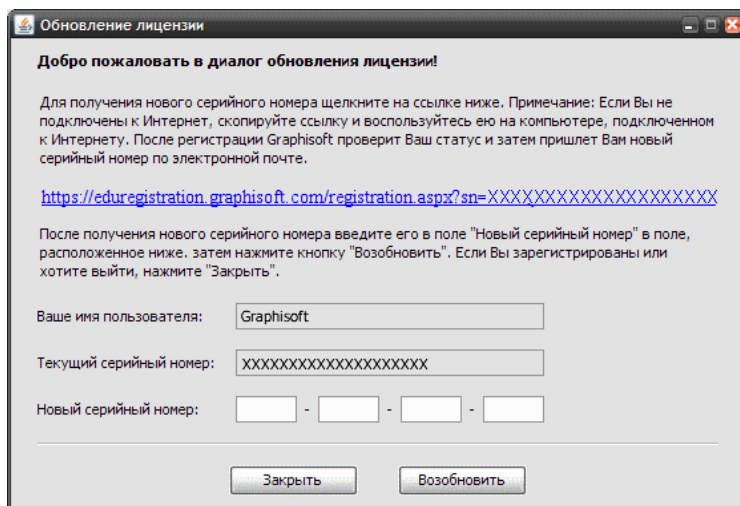 Обновление лицензии
Добро пожаловать в диалог обновления лицензии!
Для получения нового серийного номера щелкните на ссылке ниже. Примечание: Если Вы не
подключены к Интернет, скопируйте ссылку и воспользуйтесь ею на компьютере, подключенном
к Интернету. После регистрации Graphisoft проверит Ваш статус и затем пришлет Вам новый
серийный номер по электронной почте.
https://eduregistration.graphisoft.com/registration.aspx?sn=XXXXXXXXXXXXXXXXXXXX
После получения нового серийного номера введите его в поле "Новый серийный номер" в поле,
расположенное ниже. затем нажмите кнопку "Возобновить". Если Вы зарегистрированы или
хотите выйти, нажмите "Закрыть".
Ваше имя пользователя: Graphisoft
Текущий серийный номер: XXXXXXXXXXXXXXXXXXXX
Новый серийный номер: - - -
Закрыть Возобновить